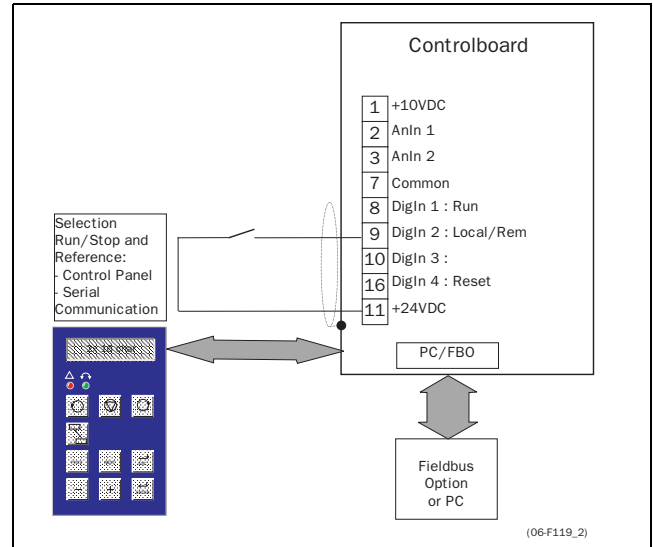 Controlboard
1 +10VDC
2 AnIn 1
3 AnIn 2
7 Common
8 DigIn 1 : Run
9 DigIn 2 : Local/Rem
10 DigIn 3 :
16 DigIn 4 : Reset
11 +24VDC
PC/FBO
Selection
Run/Stop and
Reference:
- Control Panel
- Serial
Communication
Fieldbus
Option
or PC
(06-F119_2)